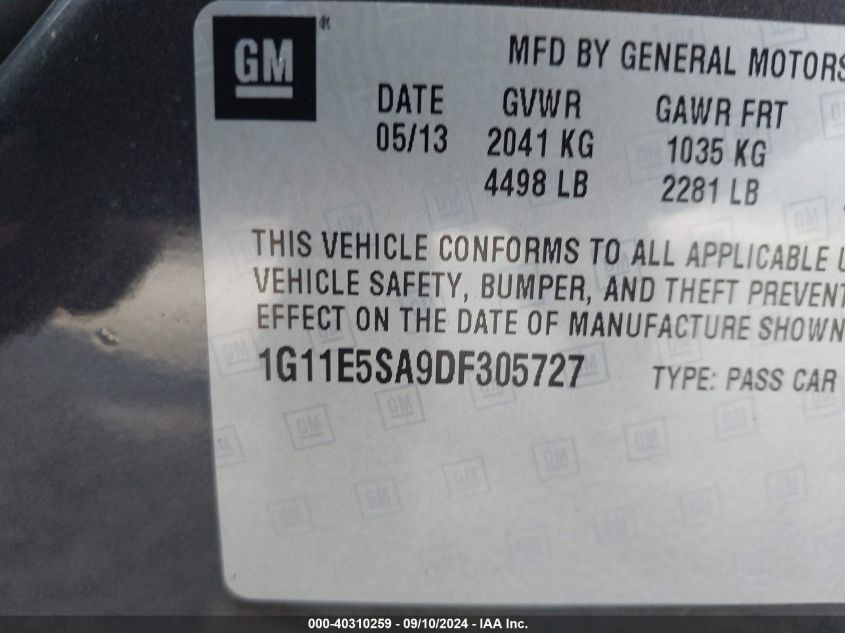 GM®
MFD BY GENERAL MOTORS
DATE GVWR GAWR FRT
05/13 2041 KG 1035 KG
4498 LB 2281 LB
THIS VEHICLE CONFORMS TO ALL APPLICABLE U
VEHICLE SAFETY, BUMPER, AND THEFT PREVENT
EFFECT ON THE DATE OF MANUFACTURE SHOWN
1G11E5SA9DF305727 TYPE: PASS CAR
000-40310259 - 09/10/2024 - IAA Inc.